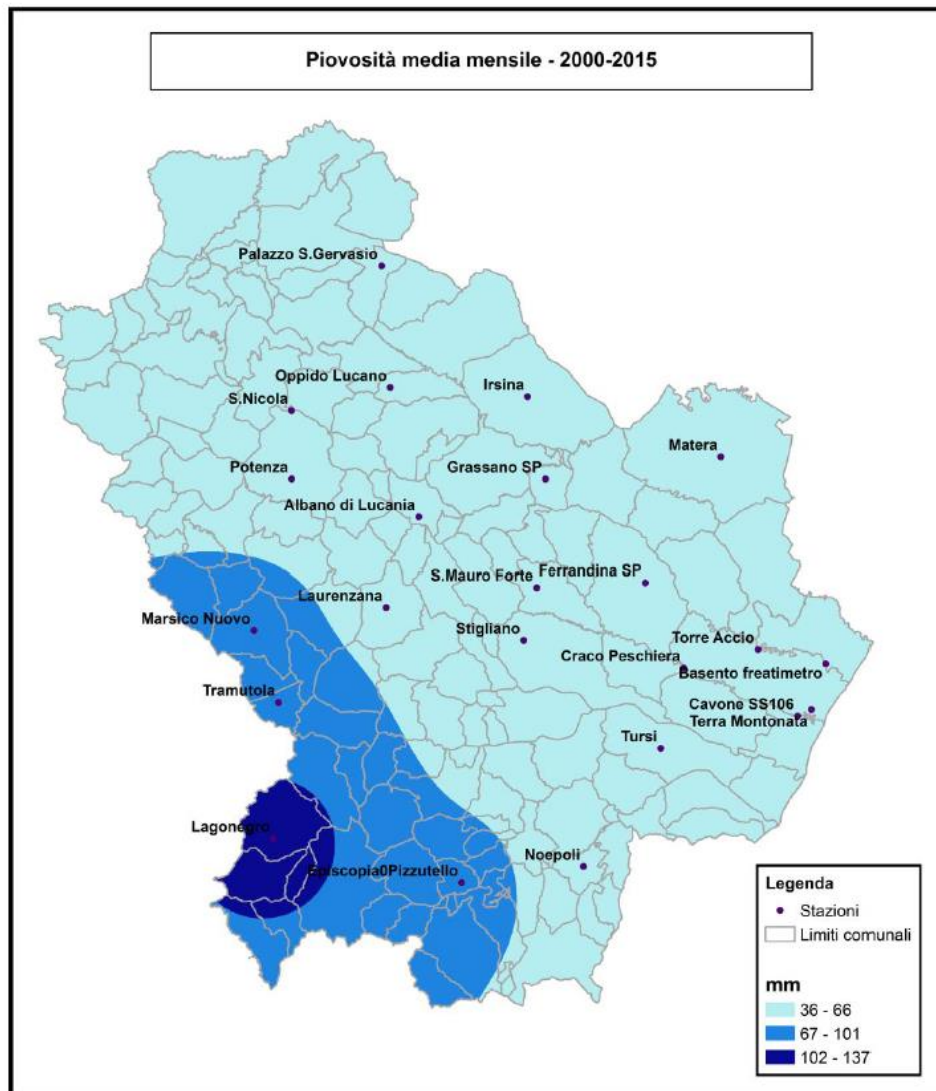 Piovosità media mensile - 2000-2015
Palazzo S.Gervasio
Oppido Lucano
S.Nicola
Irsina
Matera
Potenza
Grassano SP
Albano di Lucania
S.Mauro Forte
Ferrandina SP
Laurenzana
Marsico Nuovo
Stigliano
Torre Accio
Craco Peschiera
Basento freatimetro
Tramutola
Cavone SS106
Terra Montonata
Tursi
Lagonegro
Noepoli
Episcopia0Pizzutello
Legenda
Stazioni
Limiti comunali
mm
36 - 66
67 - 101
102 - 137